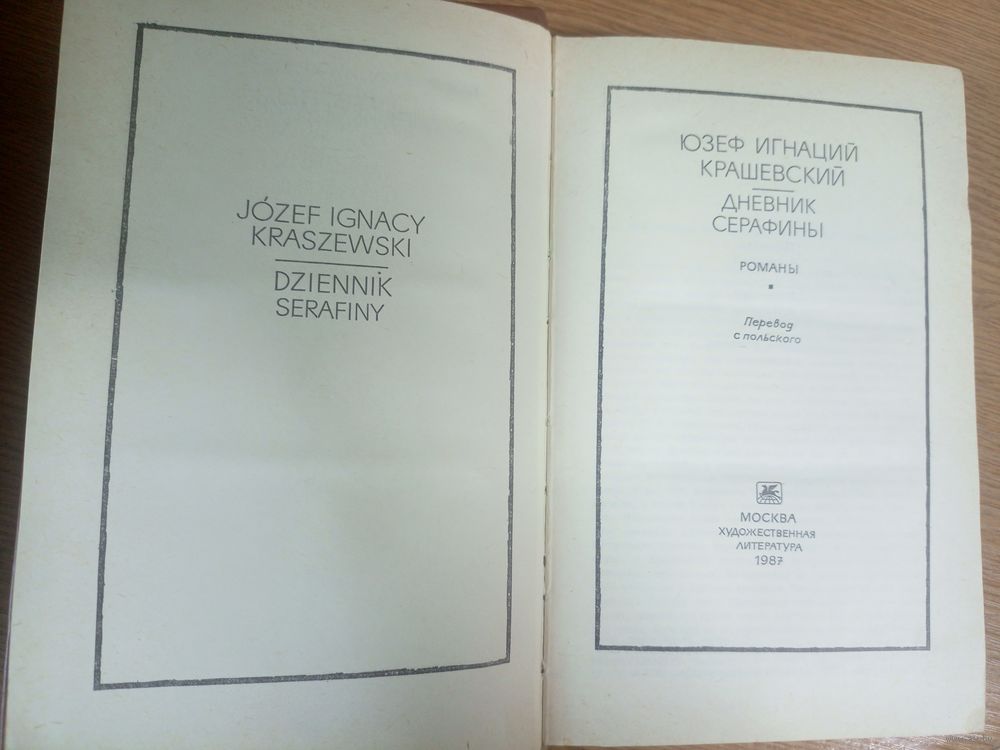 JÓZEF IGNACY
KRASZEWSKI
DZIENNIK
SERAFINY
ЮЗЕФ ИГНАЦИЙ
КРАШЕВСКИЙ
ДНЕВНИК
СЕРАФИНЫ
РОМАНЫ
Перевод
с польского
МОСКВА
ХУДОЖЕСТВЕННАЯ
ЛИТЕРАТУРА
1987